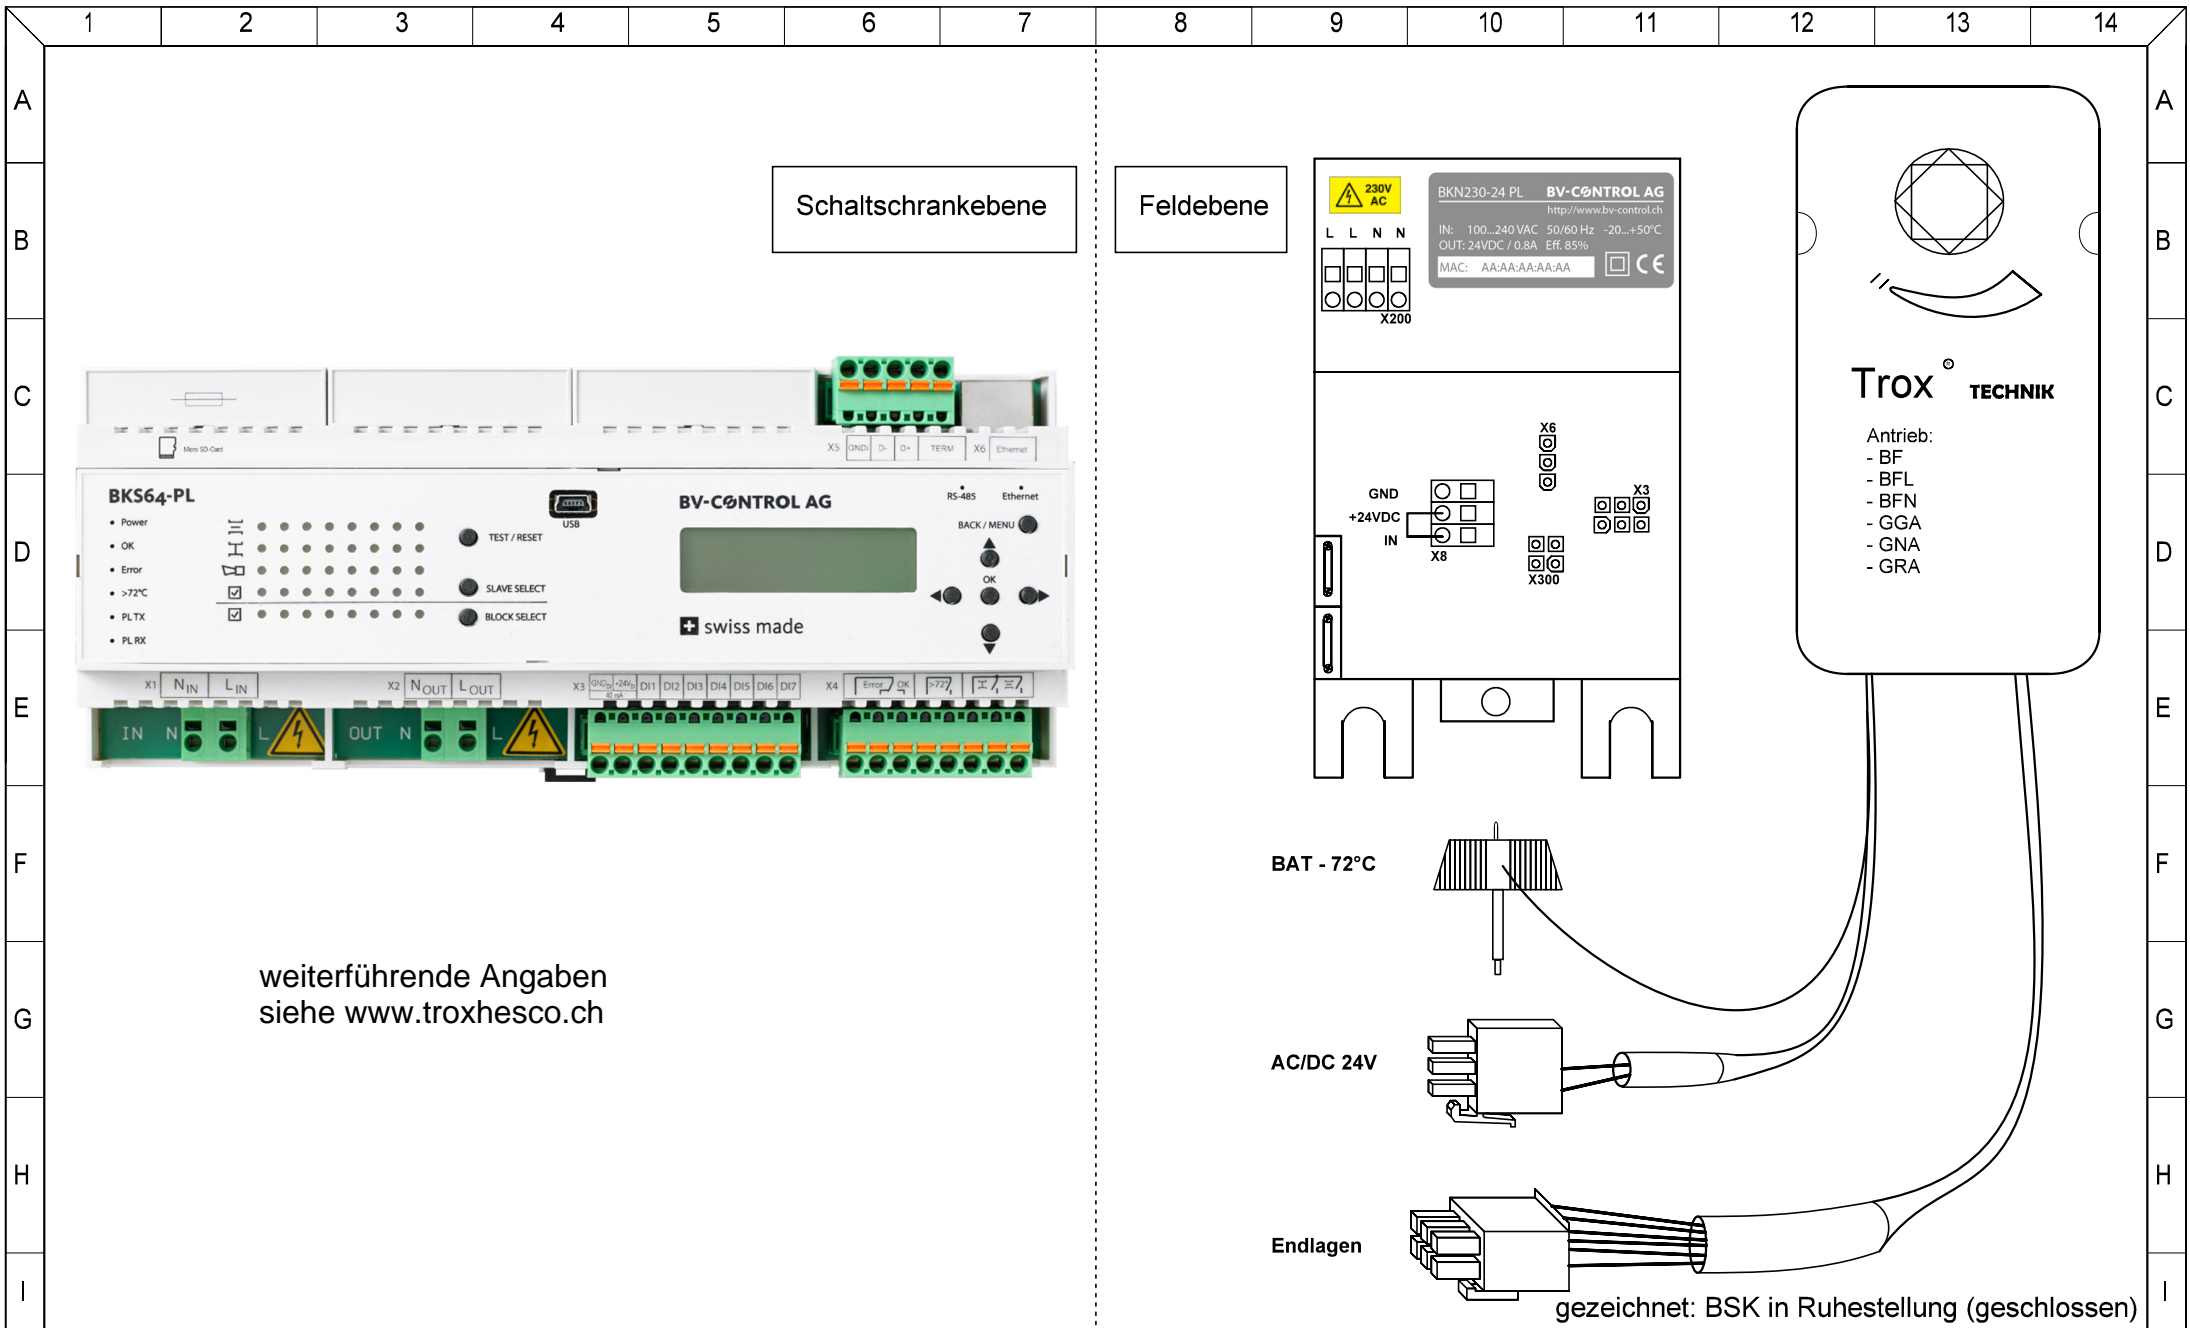 1 2 3 4 5 6 7 8 9 10 11 12 13 14
A A
B B
C C
D D
E E
F F
G G
H H
I I
Schaltschrankebene
Feldebene
Micro SD-Card
X5 GNDi D- D+ TERM X6 Ethernet
BKS64-PL
Power
OK
Error
>72°C
PL TX
PL RX
USB
TEST / RESET
SLAVE SELECT
BLOCK SELECT
BV-CONTROL AG
swiss made
RS-485 Ethernet
BACK / MENU
OK
X1 NIN LIN
X2 NOUT LOUT
X3 GNDDI +24VDI DI1 DI2 DI3 DI4 DI5 DI6 DI7
40 mA
X4 Error OK >72°
IN N L
OUT N L
weiterführende Angaben
siehe www.troxhesco.ch
230V
AC
L L N N
X200
BKN230-24 PL BV-CONTROL AG
http://www.bv-control.ch
IN: 100...240 VAC 50/60 Hz -20...+50°C
OUT: 24VDC / 0.8A Eff. 85%
MAC: AA:AA:AA:AA:AA CE
X6
GND
+24VDC
IN
X8
X3
X300
Trox ® TECHNIK
Antrieb:
- BF
- BFL
- BFN
- GGA
- GNA
- GRA
BAT - 72°C
AC/DC 24V
Endlagen
gezeichnet: BSK in Ruhestellung (geschlossen)